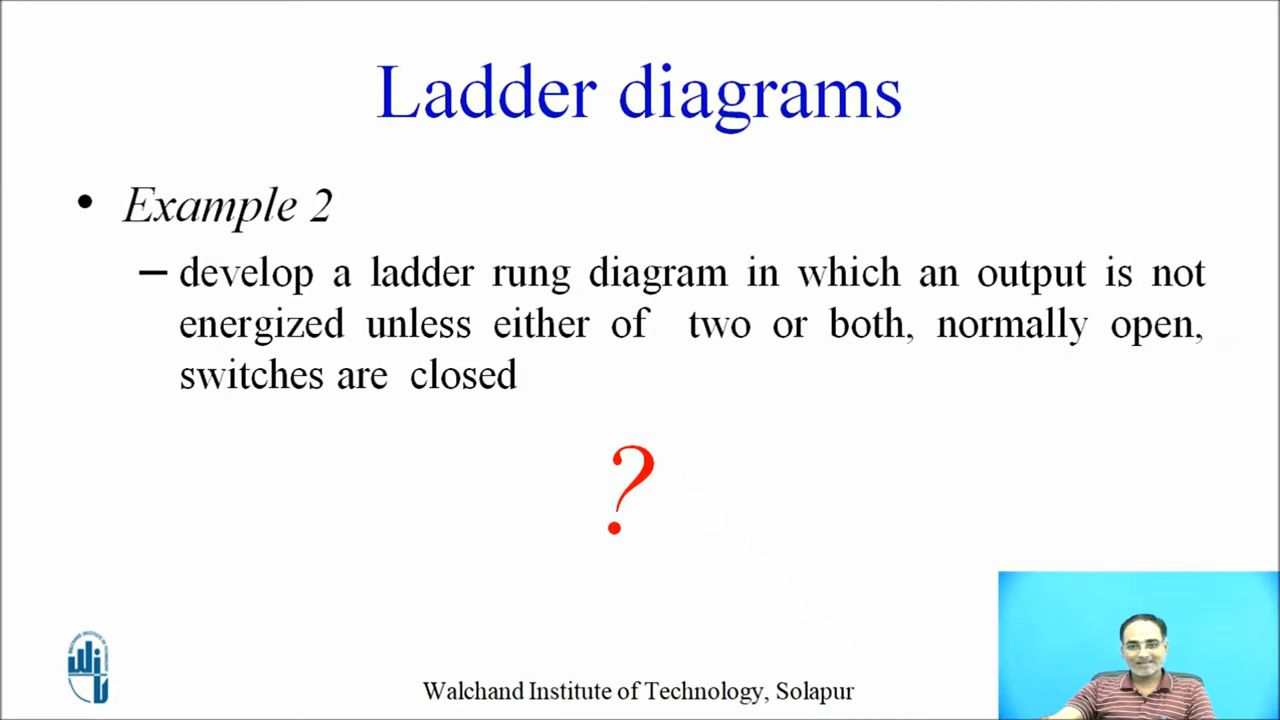 Ladder diagrams
• Example 2
– develop a ladder rung diagram in which an output is not
energized unless either of two or both, normally open,
switches are closed
?
Walchand Institute of Technology, Solapur